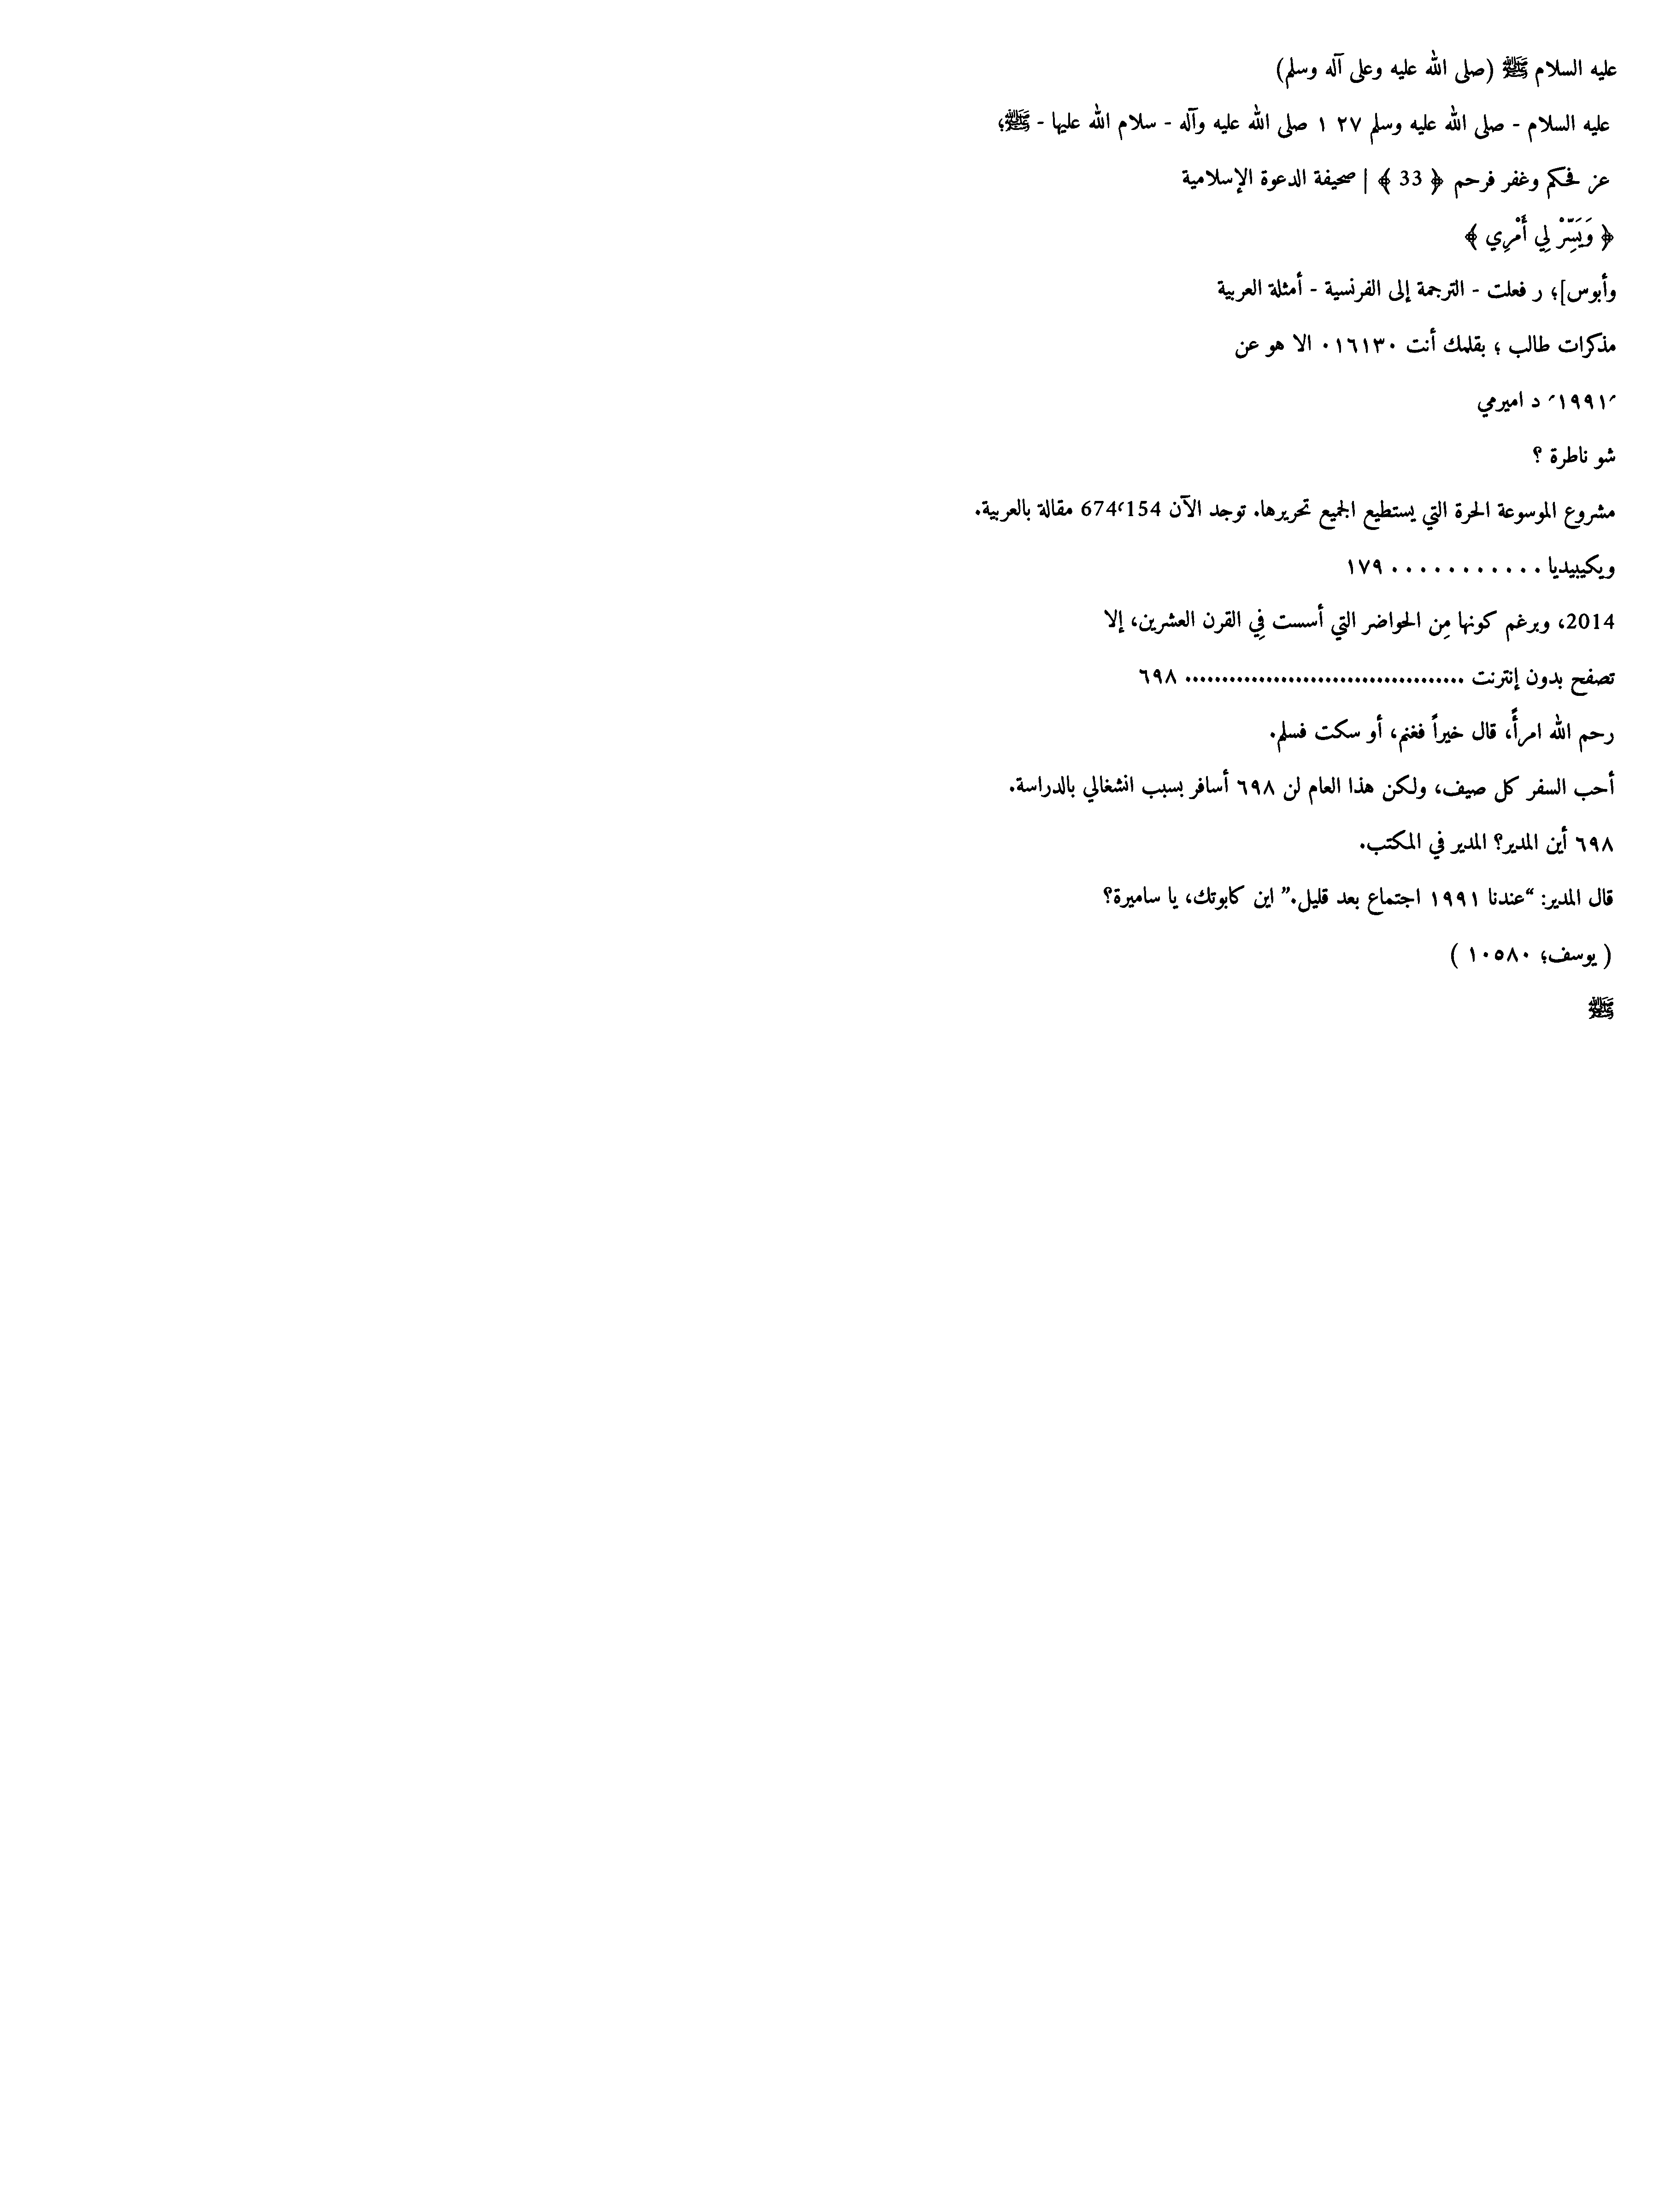 عليه السلام ﷺ (صلى الله عليه وعلى آله وسلم)
عليه السلام - صلى الله عليه وسلم ٢٧ ١ صلى الله عليه وآله - سلام الله عليها - ﷺ؛
عز فحكم وغفر فرحم ﴿ 33 ﴾ | صحيفة الدعوة الإسلامية
﴿ وَيَسِّرْ لِي أَمْرِي ﴾
وأبوس]؛ ر فعلت - الترجمة إلى الفرنسية - أمثلة العربية
مذكرات طالب ؛ بقلمك أنت ٠١٦١٣٠ الا هو عن
؍١٩٩١؍ د اميرمي
شو ناطرة ؟
مشروع الموسوعة الحرة التي يستطيع الجميع تحريرها. توجد الآن 674٬154 مقالة بالعربية.
ويكيبيديا . . . . . . . . . . . ١٧٩
2014، وبرغم كونها مِن الحواضر التي أسست فِي القرن العشرين، إلا
تصفح بدون إنترنت ...................................... ٦٩٨
رحم الله امرأً، قال خيراً فغنم، أو سكت فسلم.
أحب السفر كل صيف، ولكن هذا العام لن ٦٩٨ أسافر بسبب انشغالي بالدراسة.
٦٩٨ أين المدير؟ المدير في المكتب.
قال المدير: “عندنا ١٩٩١ اجتماع بعد قليل.” اين كابوتك، يا ساميرة؟
( يوسف؛ ١٠٥٨٠ )
ﷺ